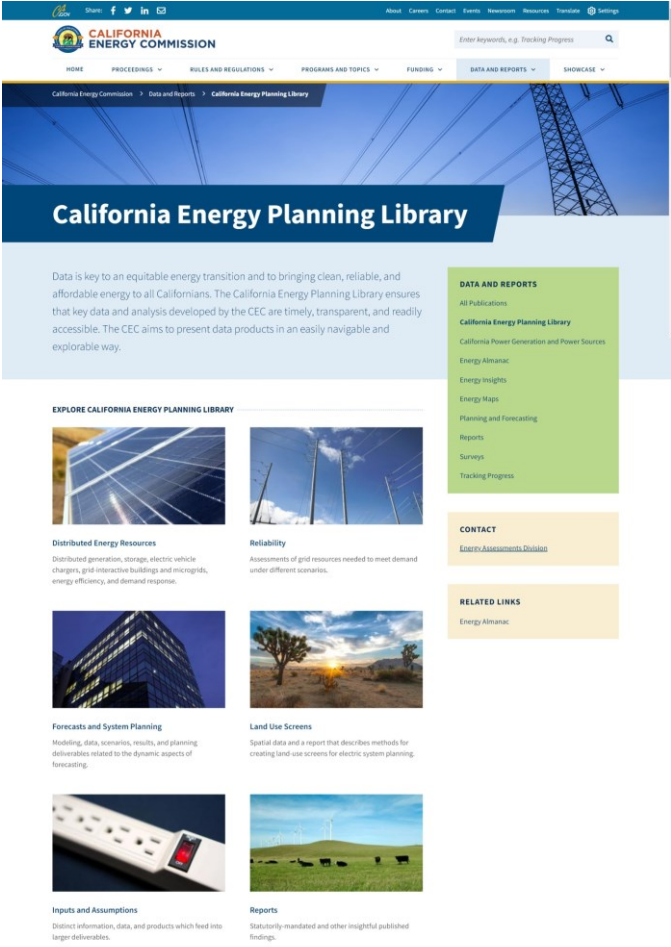 CA.GOV
Share:
About Careers Contact Events Newsroom Resources Translate Settings
CALIFORNIA
ENERGY COMMISSION
Enter keywords, e.g. Tracking Progress
HOME PROCEEDINGS RULES AND REGULATIONS PROGRAMS AND TOPICS FUNDING DATA AND REPORTS SHOWCASE
California Energy Commission > Data and Reports > California Energy Planning Library
California Energy Planning Library
Data is key to an equitable energy transition and to bringing clean, reliable, and
affordable energy to all Californians. The California Energy Planning Library ensures
that key data and analysis developed by the CEC are timely, transparent, and readily
accessible. The CEC aims to present data products in an easily navigable and
explorable way.
EXPLORE CALIFORNIA ENERGY PLANNING LIBRARY
Distributed Energy Resources
Distributed generation, storage, electric vehicle
chargers, grid-interactive buildings and microgrids,
energy efficiency, and demand response.
Reliability
Assessments of grid resources needed to meet demand
under different scenarios.
Forecasts and System Planning
Modeling, data, scenarios, results, and planning
deliverables related to the dynamic aspects of
forecasting.
Land Use Screens
Spatial data and a report that describes methods for
creating land-use screens for electric system planning.
Inputs and Assumptions
Distinct information, data, and products which feed into
larger deliverables.
Reports
Statutorily-mandated and other insightful published
findings.
DATA AND REPORTS
All Publications
California Energy Planning Library
California Power Generation and Power Sources
Energy Almanac
Energy Insights
Energy Maps
Planning and Forecasting
Reports
Surveys
Tracking Progress
CONTACT
Energy Assessments Division
RELATED LINKS
Energy Almanac